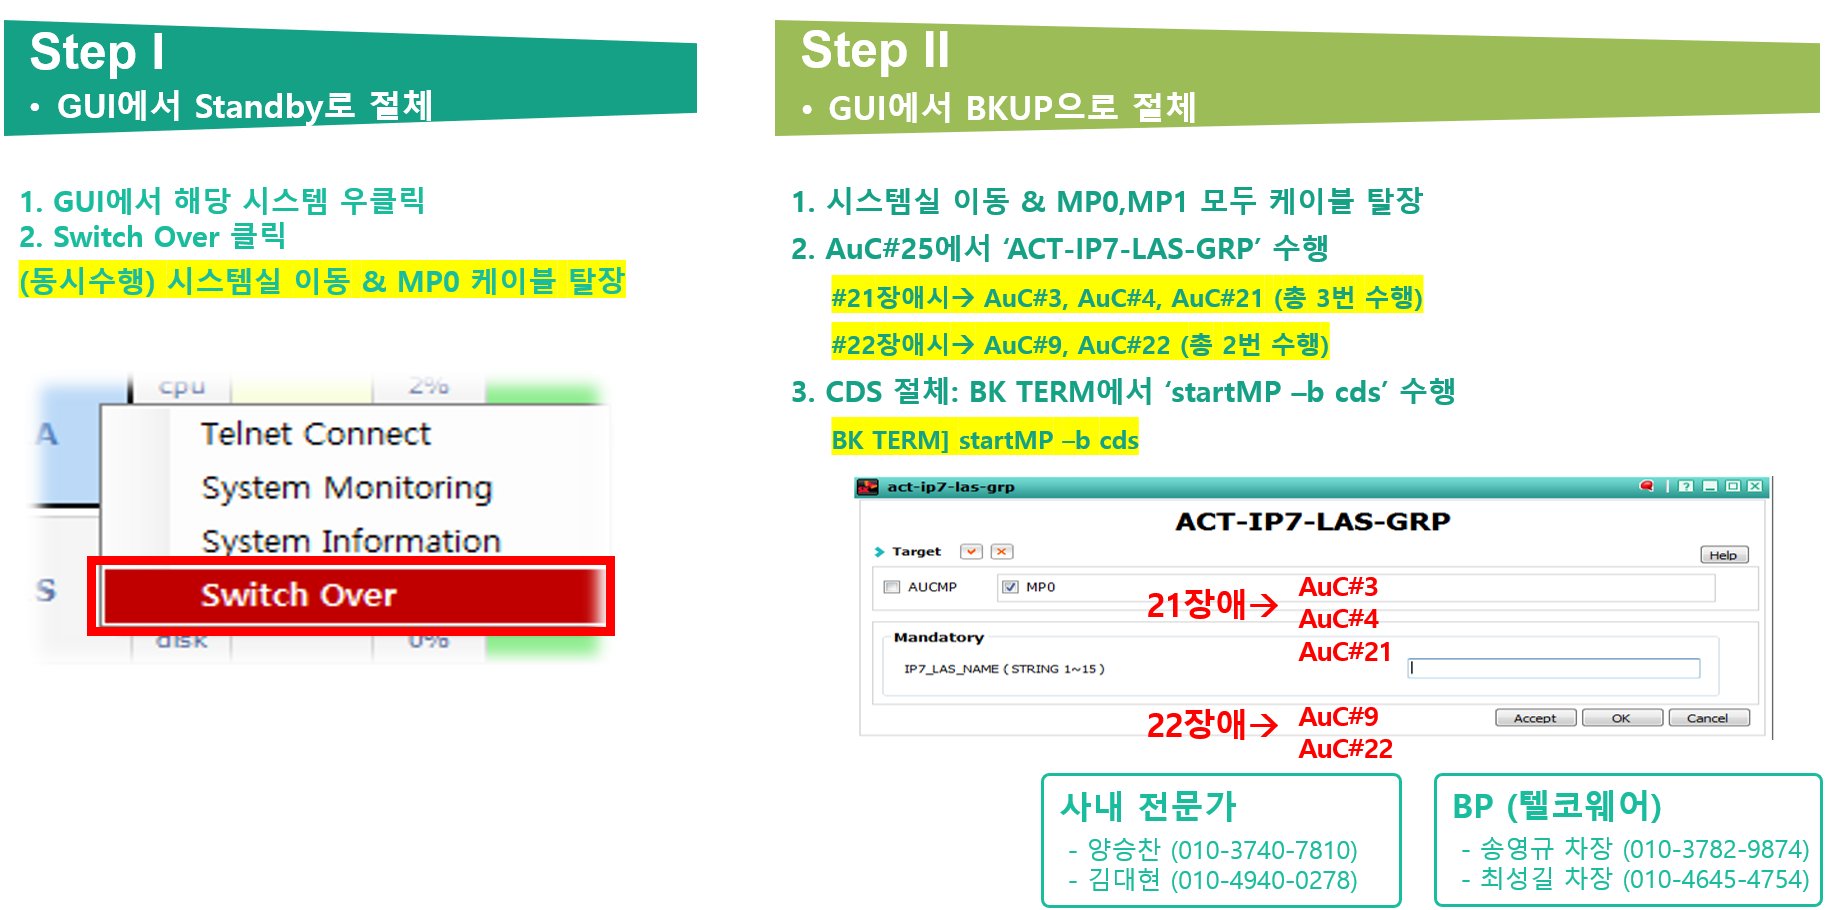 Step I
• GUI에서 Standby로 절체
1. GUI에서 해당 시스템 우클릭
2. Switch Over 클릭
(동시수행) 시스템실 이동 & MP0 케이블 탈장
cpu 2%
A
Telnet Connect
System Monitoring
System Information
S
Switch Over
disk 0%
Step II
• GUI에서 BKUP으로 절체
1. 시스템실 이동 & MP0,MP1 모두 케이블 탈장
2. AuC#25에서 ‘ACT-IP7-LAS-GRP’ 수행
#21장애시→ AuC#3, AuC#4, AuC#21 (총 3번 수행)
#22장애시→ AuC#9, AuC#22 (총 2번 수행)
3. CDS 절체: BK TERM에서 ‘startMP –b cds’ 수행
BK TERM] startMP –b cds
act-ip7-las-grp
ACT-IP7-LAS-GRP
Target
Help
AUCMP MP0
21장애→ AuC#3
AuC#4
AuC#21
Mandatory
IP7_LAS_NAME ( STRING 1~15 )
22장애→ AuC#9
AuC#22
Accept OK Cancel
사내 전문가
- 양승찬 (010-3740-7810)
- 김대현 (010-4940-0278)
BP (텔코웨어)
- 송영규 차장 (010-3782-9874)
- 최성길 차장 (010-4645-4754)